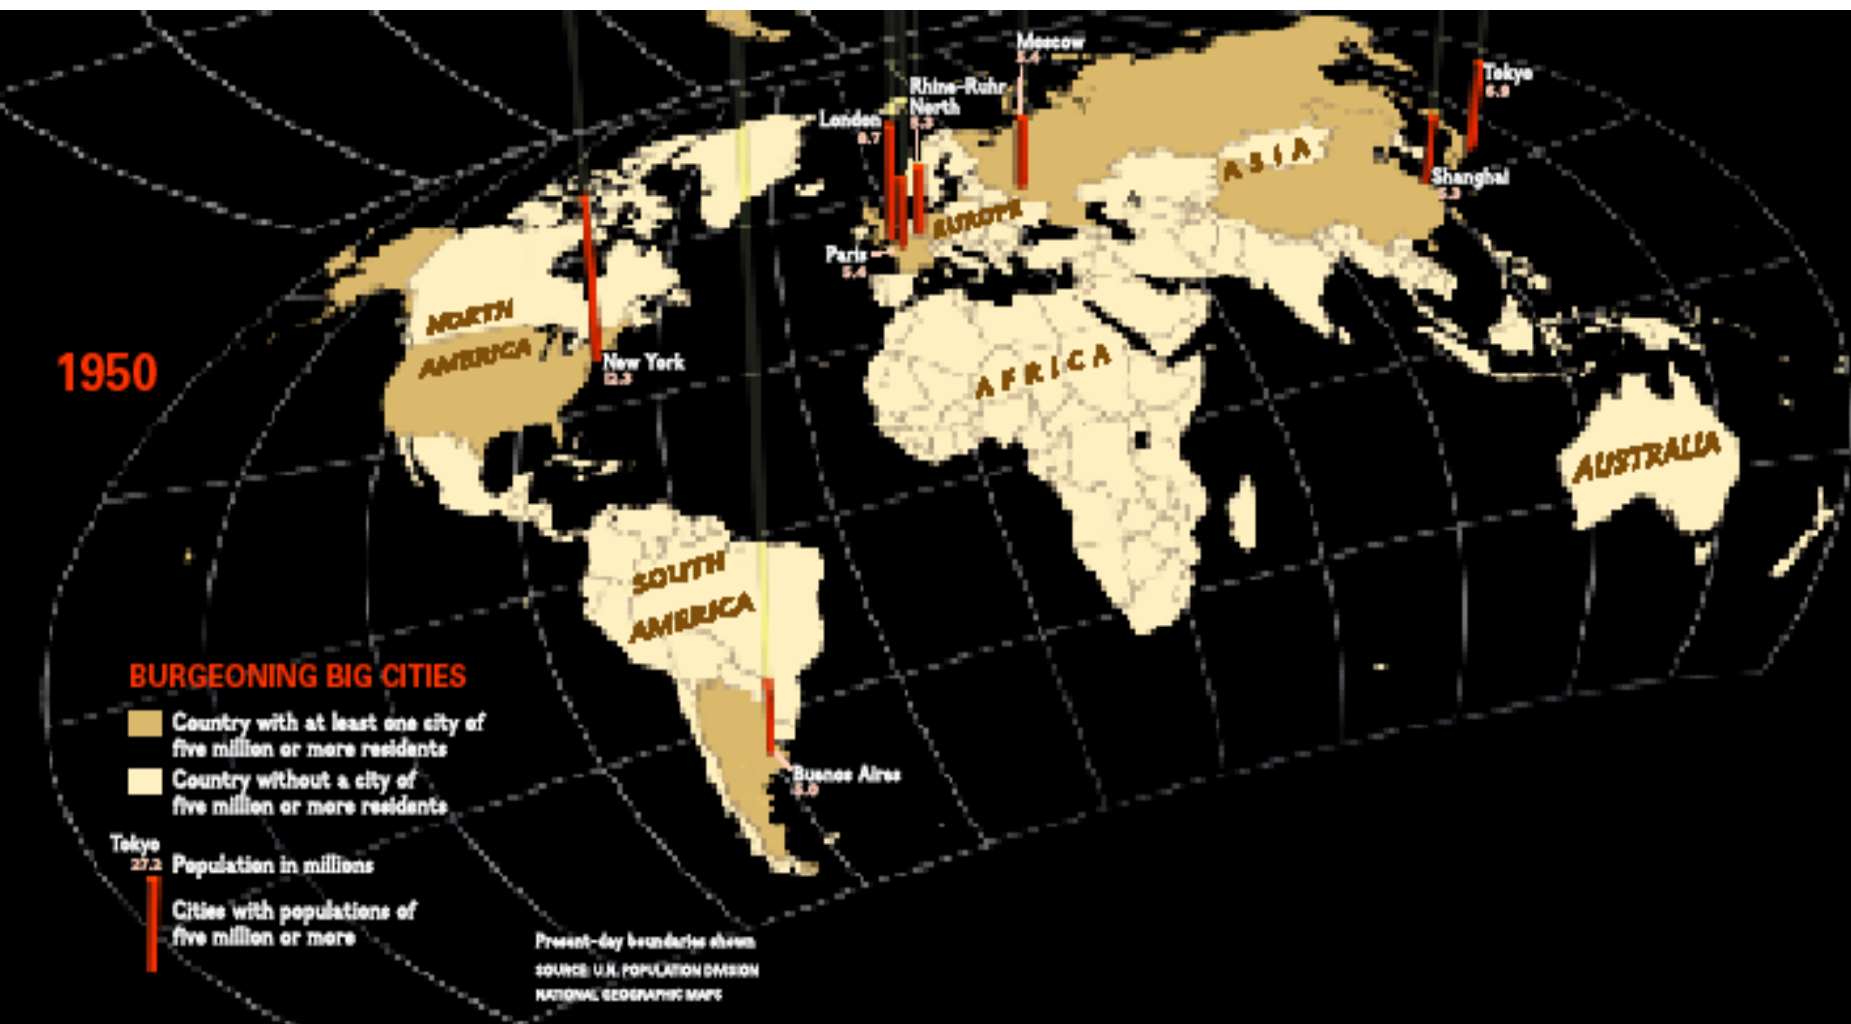 Moscow
5.4
Tokyo
6.9
Rhine-Ruhr
North
5.3
London
8.7
ASIA
Shanghai
5.3
EUROPE
Paris
5.4
NORTH
AMERICA
AFRICA
1950
New York
12.3
AUSTRALIA
SOUTH
AMERICA
BURGEONING BIG CITIES
Country with at least one city of
five million or more residents
Country without a city of
five million or more residents
Buenos Aires
5.0
Tokyo
27.2
Population in millions
Cities with populations of
five million or more
Present-day boundaries shown
SOURCE: U.N. POPULATION DIVISION
NATIONAL GEOGRAPHIC MAPS